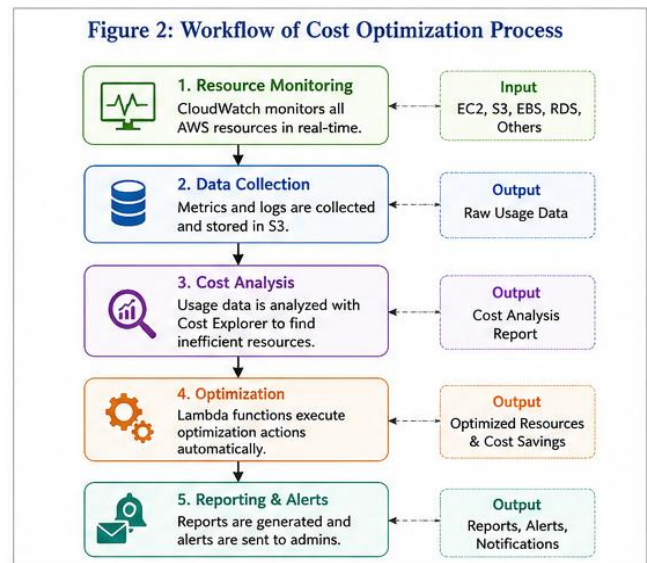 Figure 2: Workflow of Cost Optimization Process
1. Resource Monitoring
CloudWatch monitors all
AWS resources in real-time.
Input
EC2, S3, EBS, RDS,
Others
2. Data Collection
Metrics and logs are collected
and stored in S3.
Output
Raw Usage Data
3. Cost Analysis
Usage data is analyzed with
Cost Explorer to find
inefficient resources.
Output
Cost Analysis
Report
4. Optimization
Lambda functions execute
optimization actions
automatically.
Output
Optimized Resources
& Cost Savings
5. Reporting & Alerts
Reports are generated and
alerts are sent to admins.
Output
Reports, Alerts,
Notifications